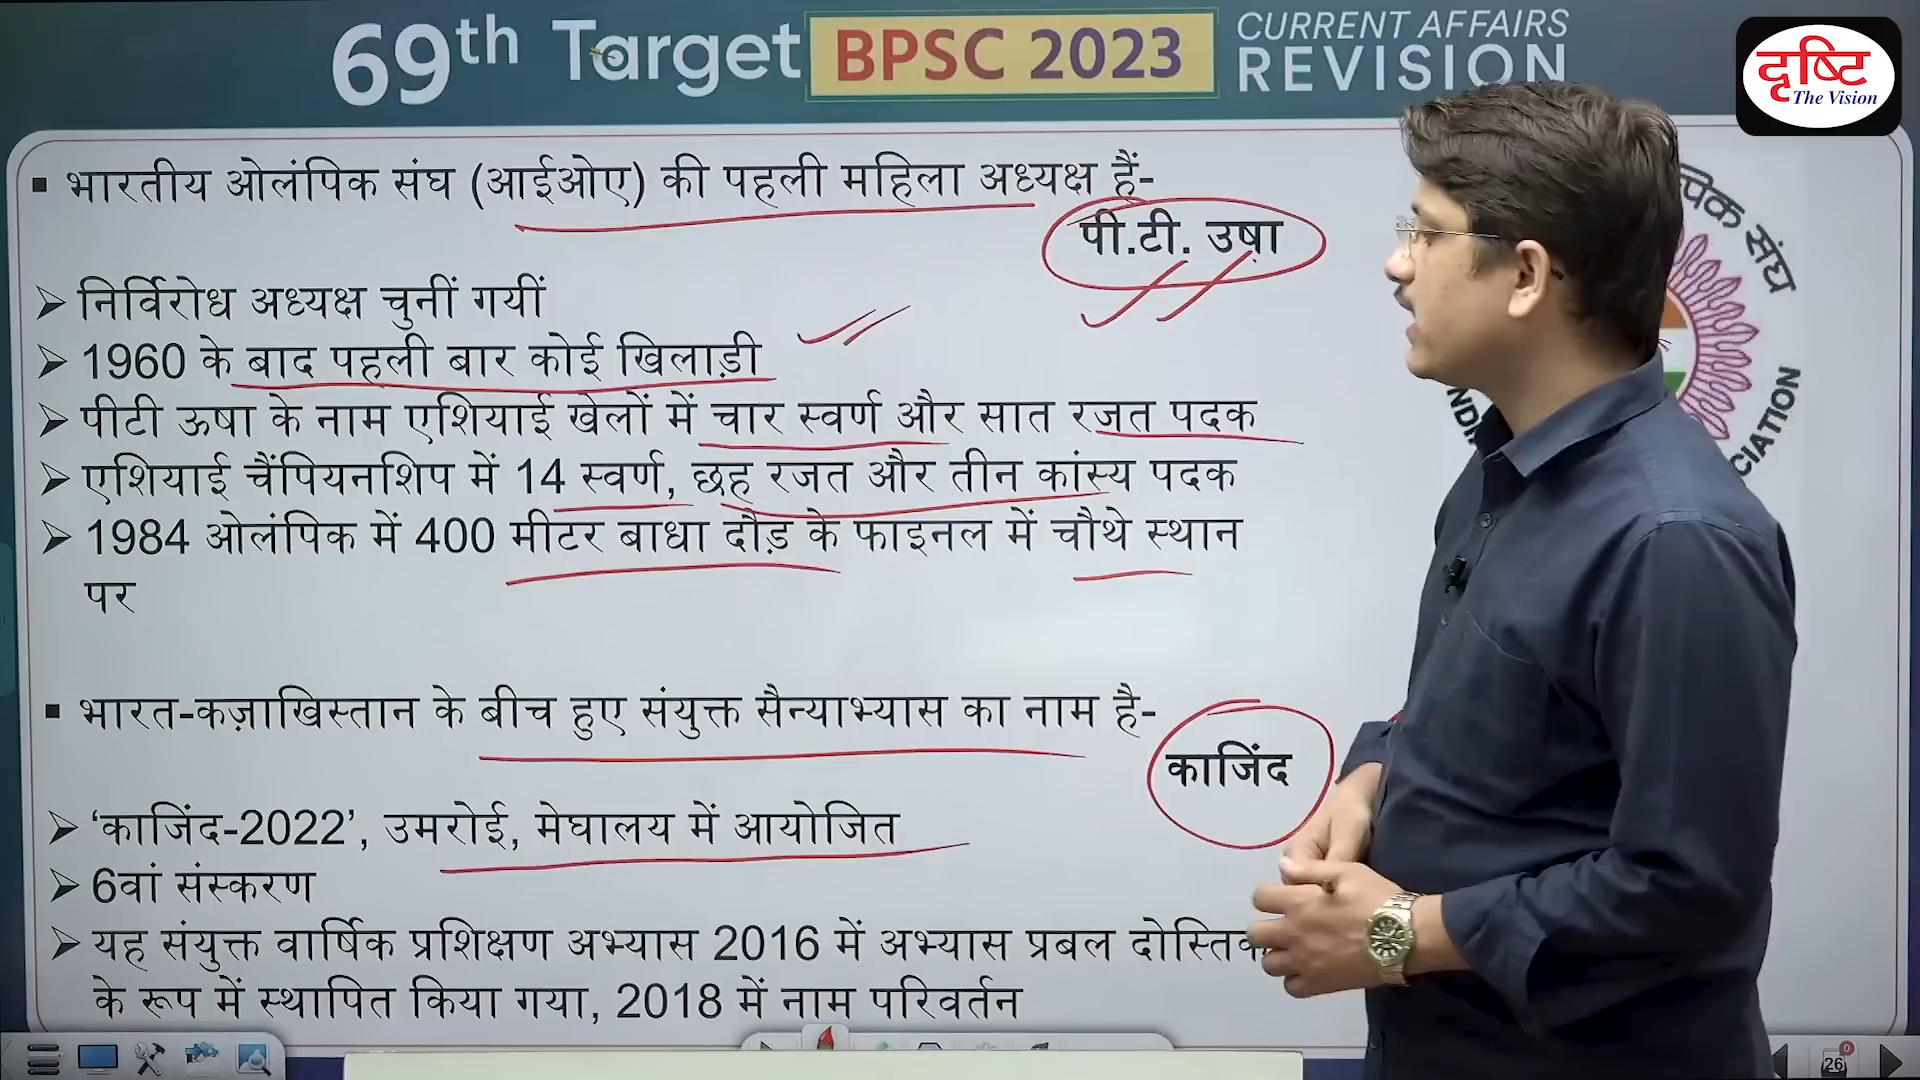 69th Target BPSC 2023 CURRENT AFFAIRS
REVISION
दृष्टि
The Vision
▪ भारतीय ओलंपिक संघ (आईओए) की पहली महिला अध्यक्ष हैं-
पी.टी. उषा
➢ निर्विरोध अध्यक्ष चुनीं गयीं
➢ 1960 के बाद पहली बार कोई खिलाड़ी
➢ पीटी ऊषा के नाम एशियाई खेलों में चार स्वर्ण और सात रजत पदक
➢ एशियाई चैंपियनशिप में 14 स्वर्ण, छह रजत और तीन कांस्य पदक
➢ 1984 ओलंपिक में 400 मीटर बाधा दौड़ के फाइनल में चौथे स्थान
पर
संघ
▪ भारत-कज़ाखिस्तान के बीच हुए संयुक्त सैन्याभ्यास का नाम है-
काजिंद
➢ ‘काजिंद-2022’, उमरोई, मेघालय में आयोजित
➢ 6वां संस्करण
➢ यह संयुक्त वार्षिक प्रशिक्षण अभ्यास 2016 में अभ्यास प्रबल दोस्तिक
के रूप में स्थापित किया गया, 2018 में नाम परिवर्तन
26
0